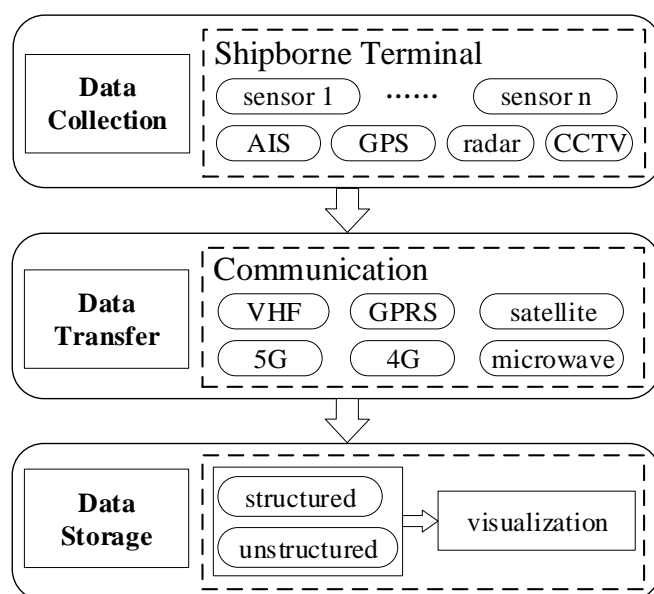 Data
Collection
Shipborne Terminal
sensor 1 ...... sensor n
AIS GPS radar CCTV
Data
Transfer
Communication
VHF GPRS satellite
5G 4G microwave
Data
Storage
structured
unstructured
visualization